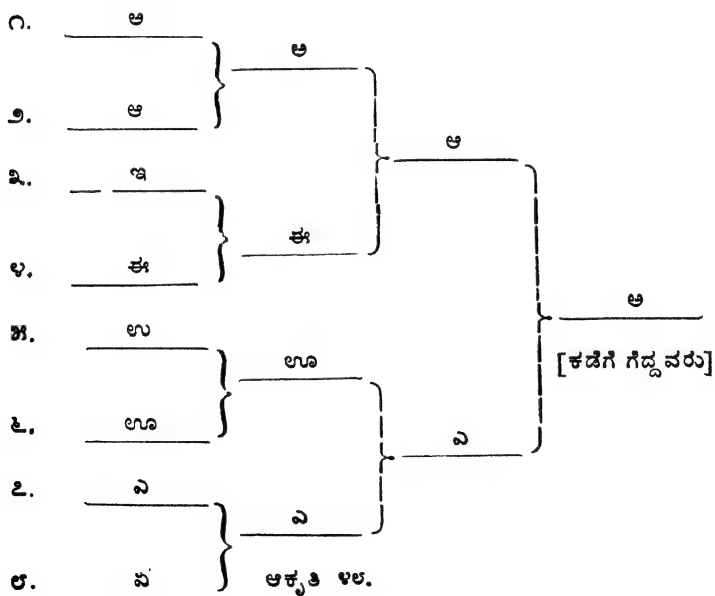 ೧. ಅ
ಅ
೨. ಆ
ಆ
೩. ಇ
ಈ
೪. ಈ
ಅ
೫. ಉ
[ಕಡೆಗೆ ಗೆದ್ದವರು]
ಊ
೬. ಊ
ಎ
೭. ಎ
ಎ
೮. ಏ ಆಕೃತಿ ೪೮.